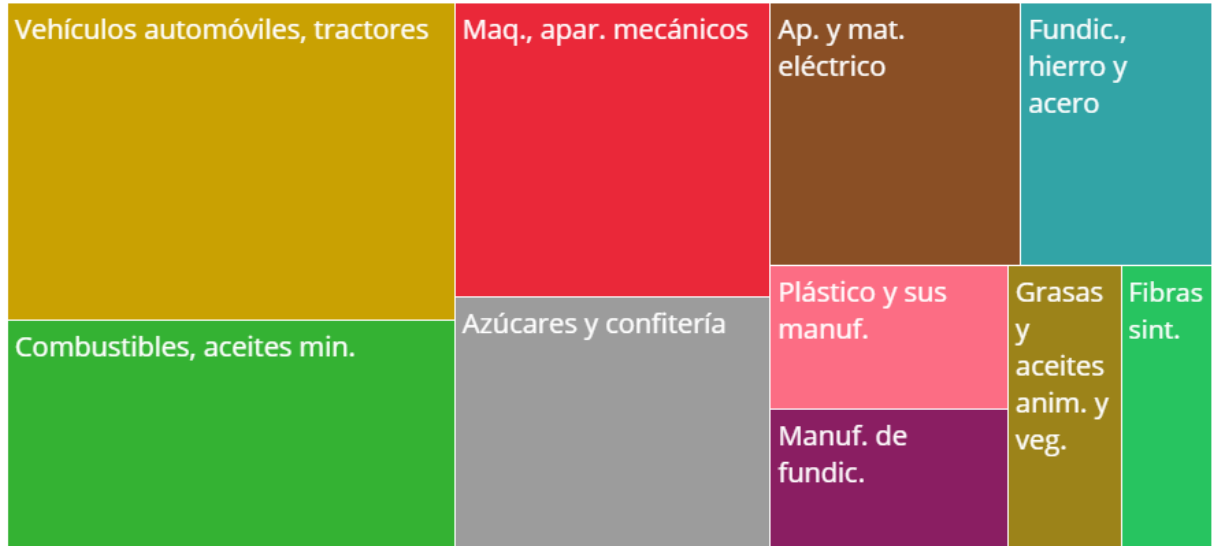 Vehículos automóviles, tractores
Combustibles, aceites min.
Maq., apar. mecánicos
Azúcares y confitería
Ap. y mat.
eléctrico
Fundic.,
hierro y
acero
Plástico y sus
manuf.
Manuf. de
fundic.
Grasas
y
aceites
anim. y
veg.
Fibras
sint.